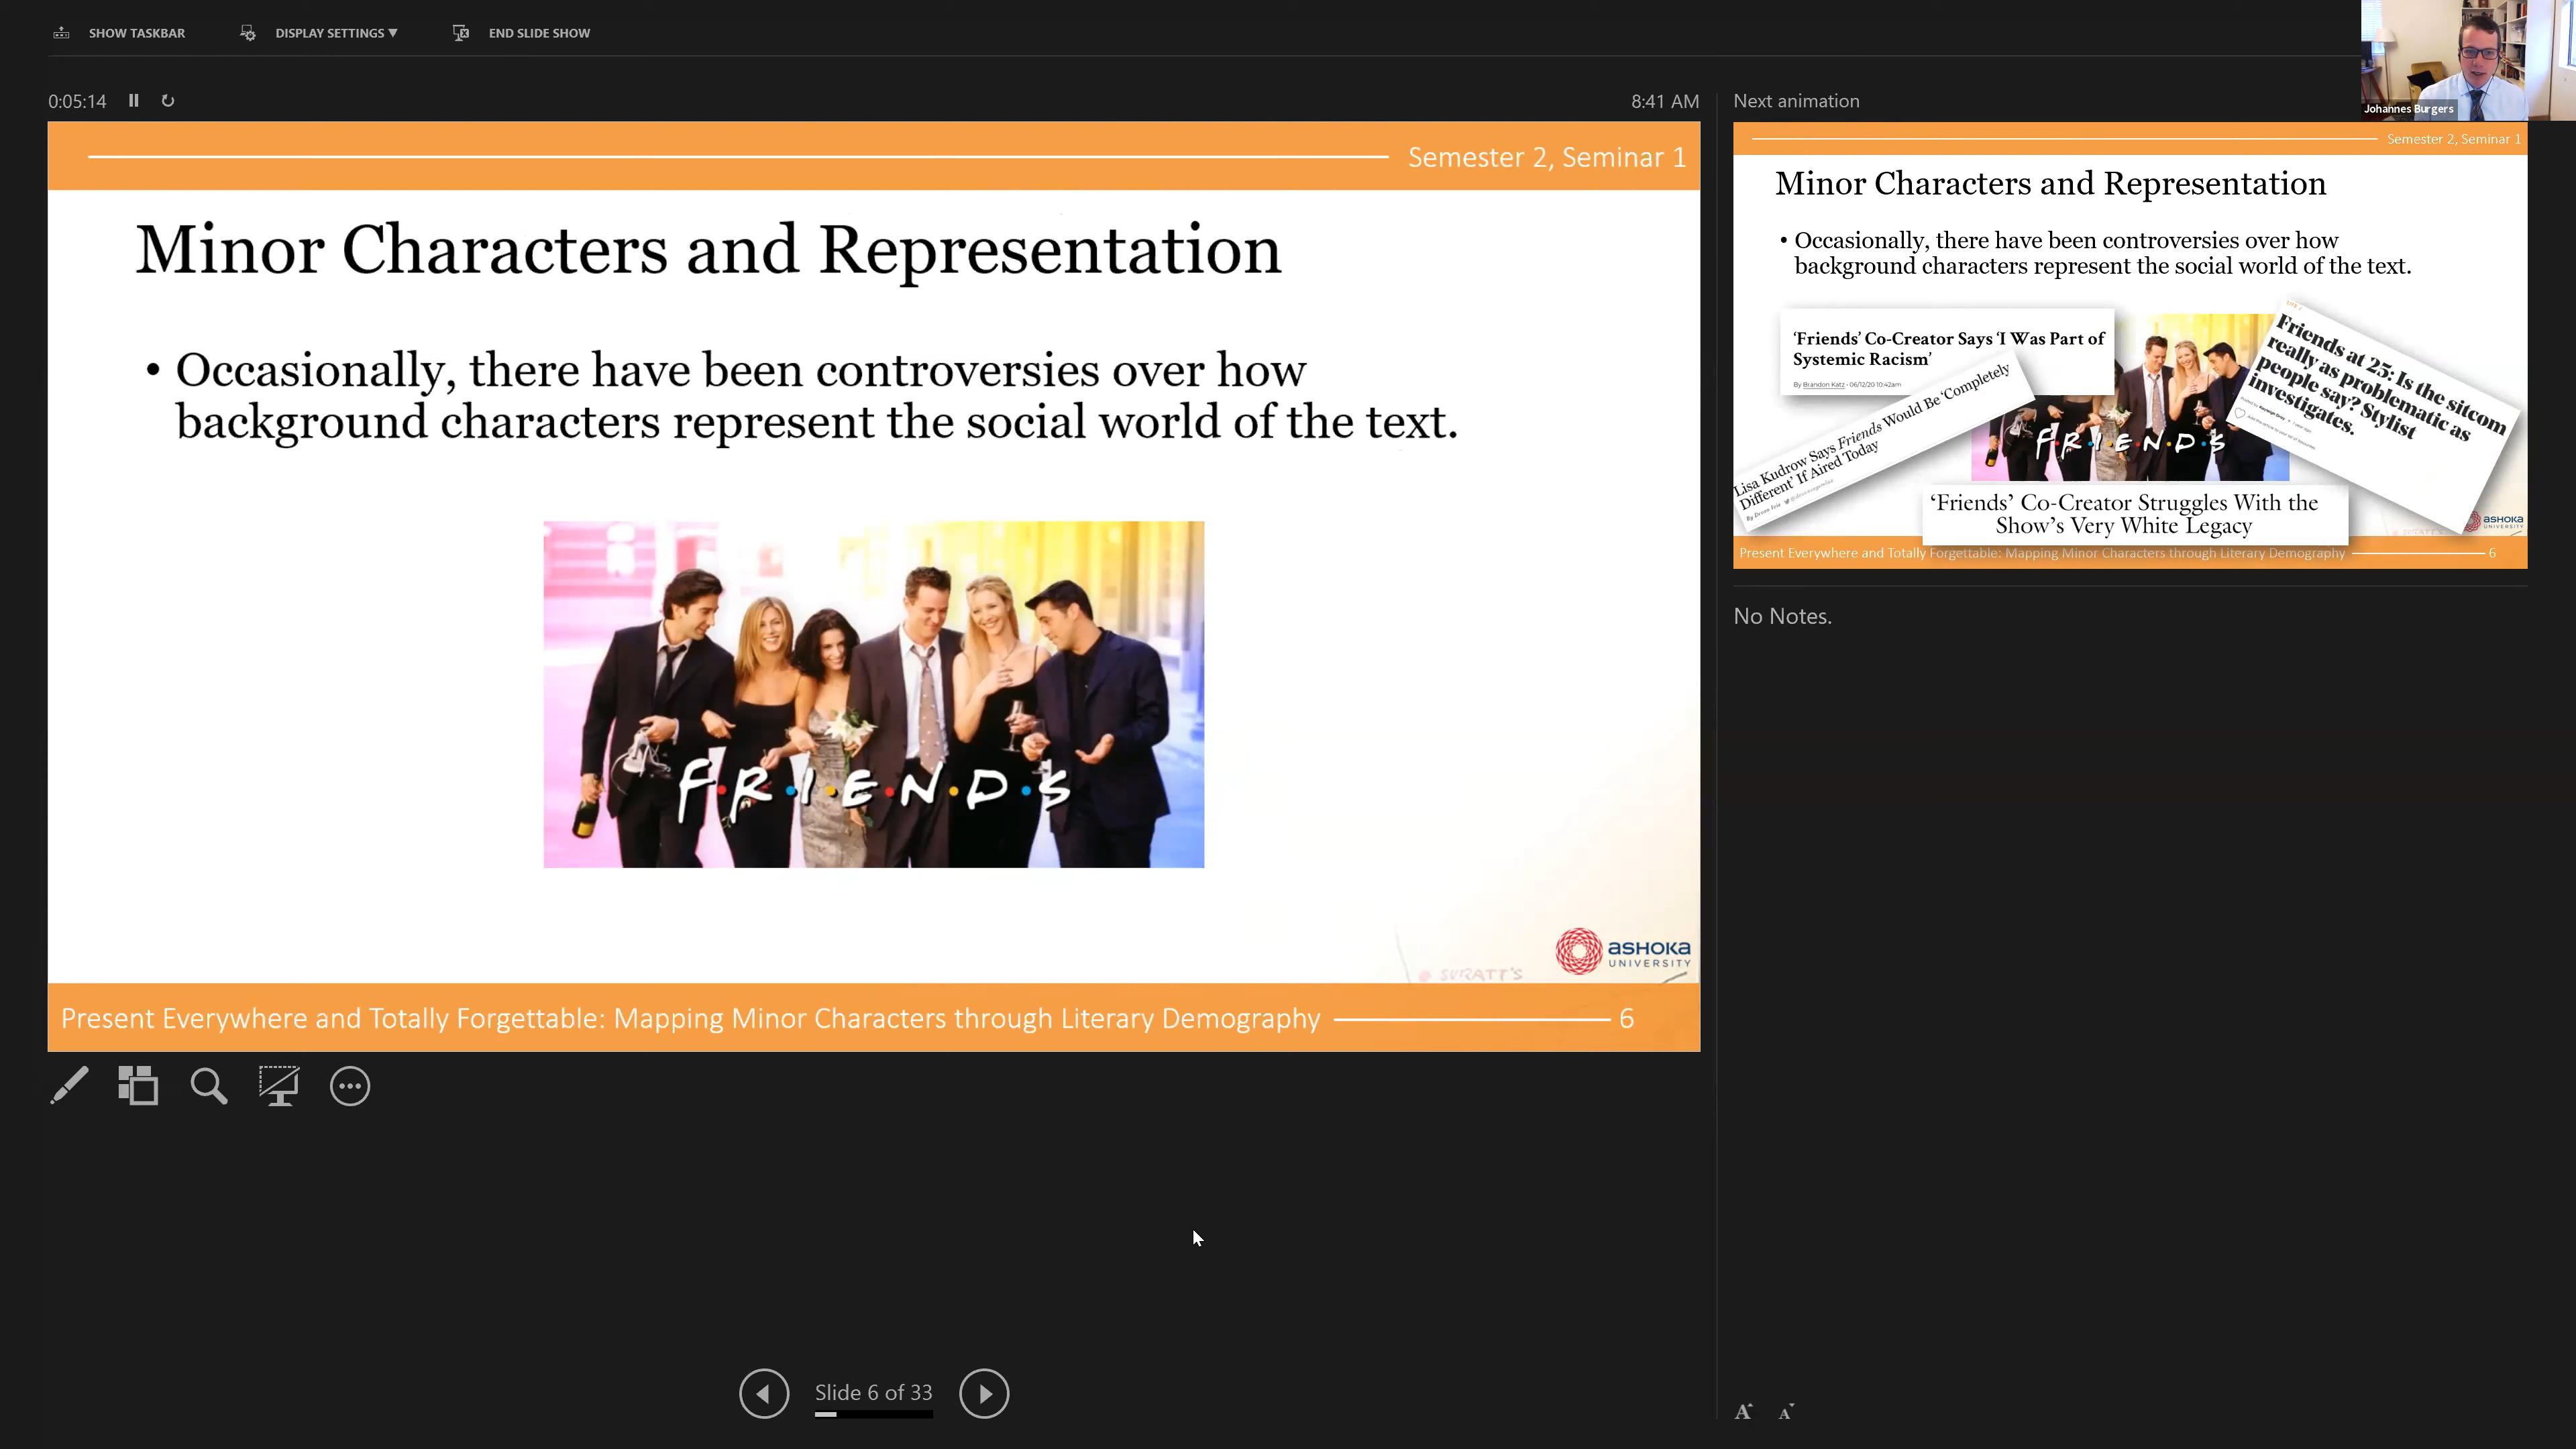 SHOW TASKBAR
DISPLAY SETTINGS ▼
END SLIDE SHOW
0:05:14
8:41 AM
Semester 2, Seminar 1
Minor Characters and Representation
• Occasionally, there have been controversies over how
background characters represent the social world of the text.
F•R•I•E•N•D•S
SURATT'S
ASHOKA
UNIVERSITY
Present Everywhere and Totally Forgettable: Mapping Minor Characters through Literary Demography
6
Slide 6 of 33
Next animation
Johannes Burgers
Semester 2, Seminar 1
Minor Characters and Representation
• Occasionally, there have been controversies over how
background characters represent the social world of the text.
‘Friends’ Co-Creator Says ‘I Was Part of
Systemic Racism’
By Brandon Katz • 06/12/20 10:42am
Lisa Kudrow Says Friends Would Be ‘Completely
Different’ If Aired Today
F•R•I•E•N•D•S
Friends at 25: Is the sitcom
really as problematic as
people say? Stylist
investigates.
‘Friends’ Co-Creator Struggles With the
Show’s Very White Legacy
ASHOKA
UNIVERSITY
Present Everywhere and Totally Forgettable: Mapping Minor Characters through Literary Demography
6
No Notes.
A
A